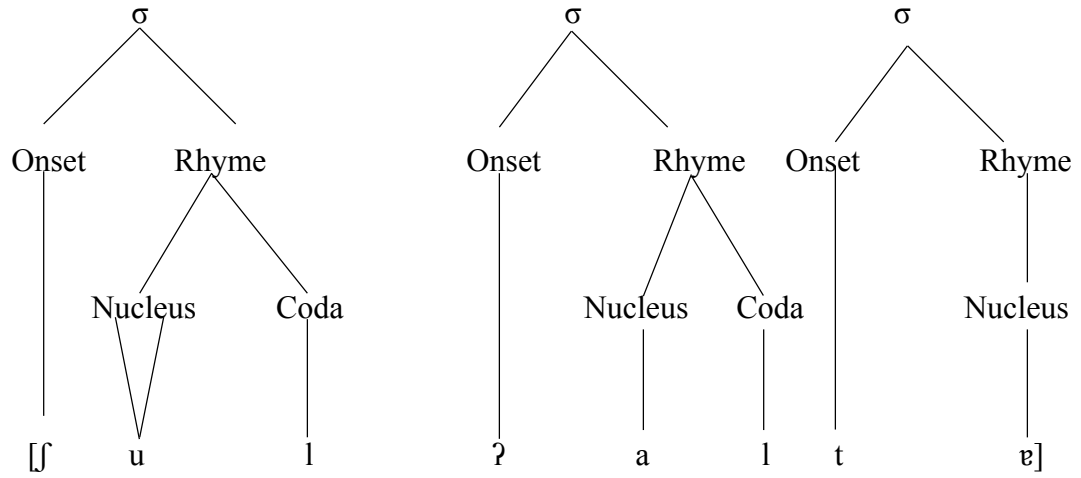 σ σ σ
Onset Rhyme Onset Rhyme Onset Rhyme
Nucleus Coda Nucleus Coda Nucleus
[ʃ u l ʔ a l t ɐ]